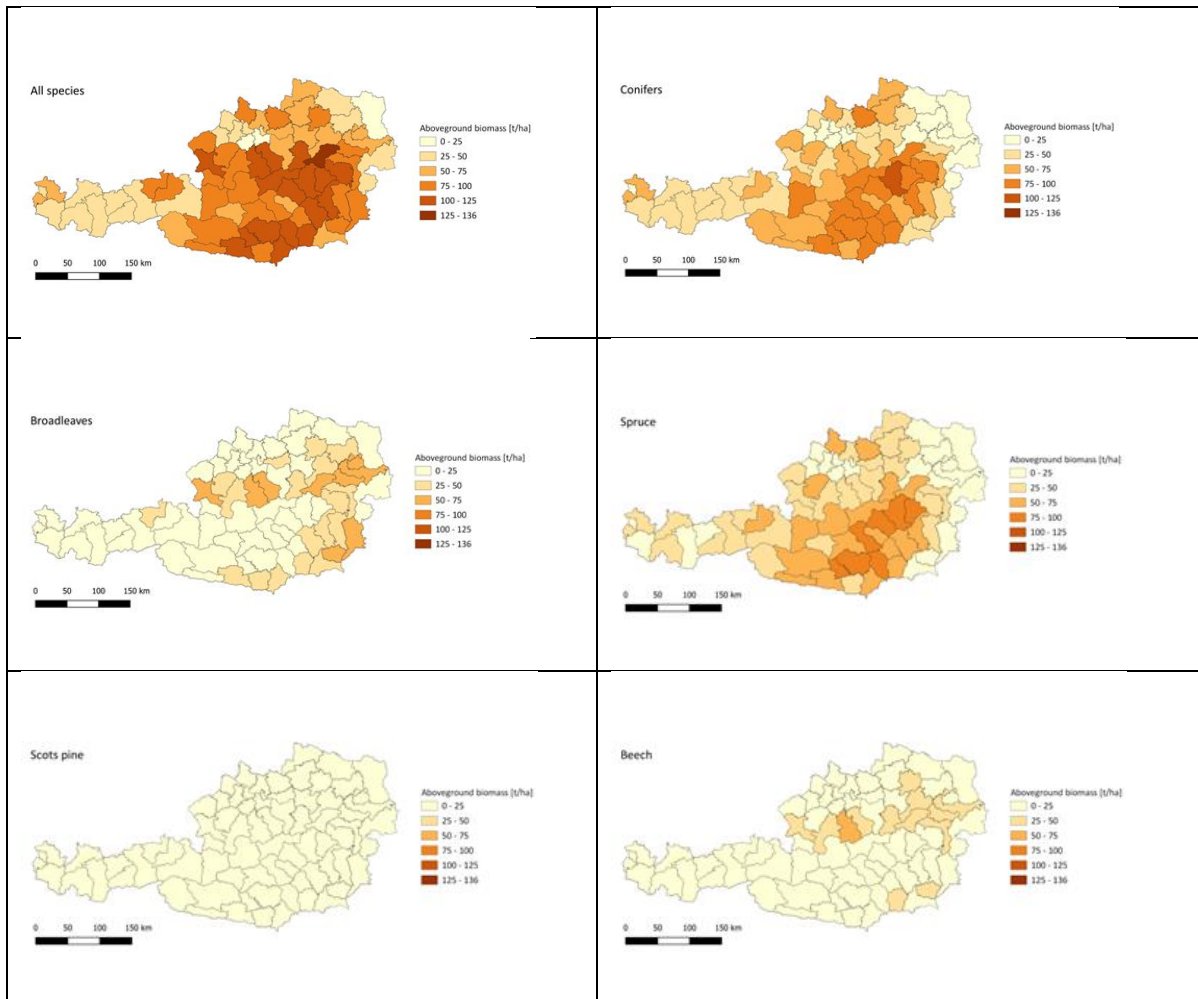 All species
Aboveground biomass [t/ha]
0 - 25
25 - 50
50 - 75
75 - 100
100 - 125
125 - 136
0 50 100 150 km
Conifers
Aboveground biomass [t/ha]
0 - 25
25 - 50
50 - 75
75 - 100
100 - 125
125 - 136
0 50 100 150 km
Broadleaves
Aboveground biomass [t/ha]
0 - 25
25 - 50
50 - 75
75 - 100
100 - 125
125 - 136
0 50 100 150 km
Spruce
Aboveground biomass [t/ha]
0 - 25
25 - 50
50 - 75
75 - 100
100 - 125
125 - 136
0 50 100 150 km
Scots pine
Aboveground biomass [t/ha]
0 - 25
25 - 50
50 - 75
75 - 100
100 - 125
125 - 136
0 50 100 150 km
Beech
Aboveground biomass [t/ha]
0 - 25
25 - 50
50 - 75
75 - 100
100 - 125
125 - 136
0 50 100 150 km